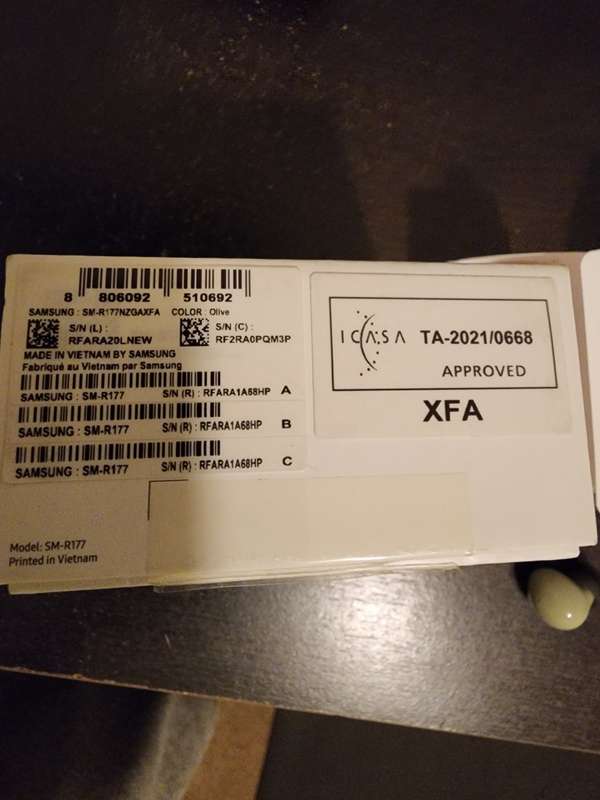 8 806092 510692
SAMSUNG : SM-R177NZGAXFA COLOR : Olive
S/N (L) :
RFARAZ0LNEW
S/N (C) :
RF2RA0PQM3P
MADE IN VIETNAM BY SAMSUNG
Fabriqué au Vietnam par Samsung
SAMSUNG : SM-R177 S/N (R) : RFARA1A68HP A
SAMSUNG : SM-R177 S/N (R) : RFARA1A68HP B
SAMSUNG : SM-R177 S/N (R) : RFARA1A68HP C
Model: SM-R177
Printed in Vietnam
ICASA TA-2021/0668
APPROVED
XFA